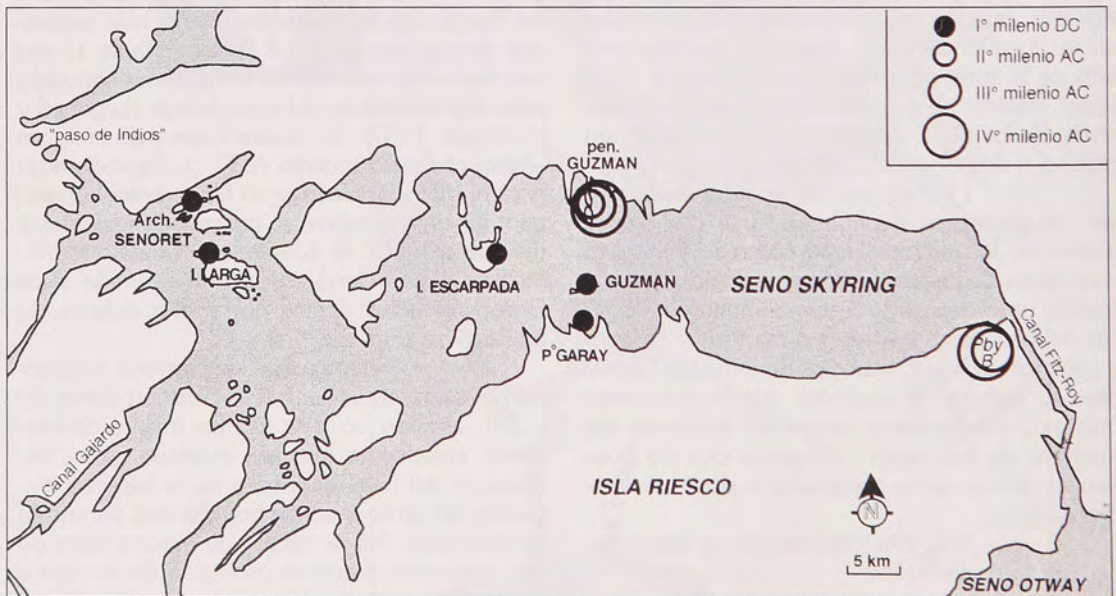 I° milenio DC
II° milenio AC
III° milenio AC
IV° milenio AC
"paso de Indios"
pen.
GUZMAN
Arch.
SENORET
I. LARGA
I. ESCARPADA
GUZMAN
SENO SKYRING
P° GARAY
Pby
R
Canal Fitz-Roy
Canal Gajardo
ISLA RIESCO
N
5 km
SENO OTWAY